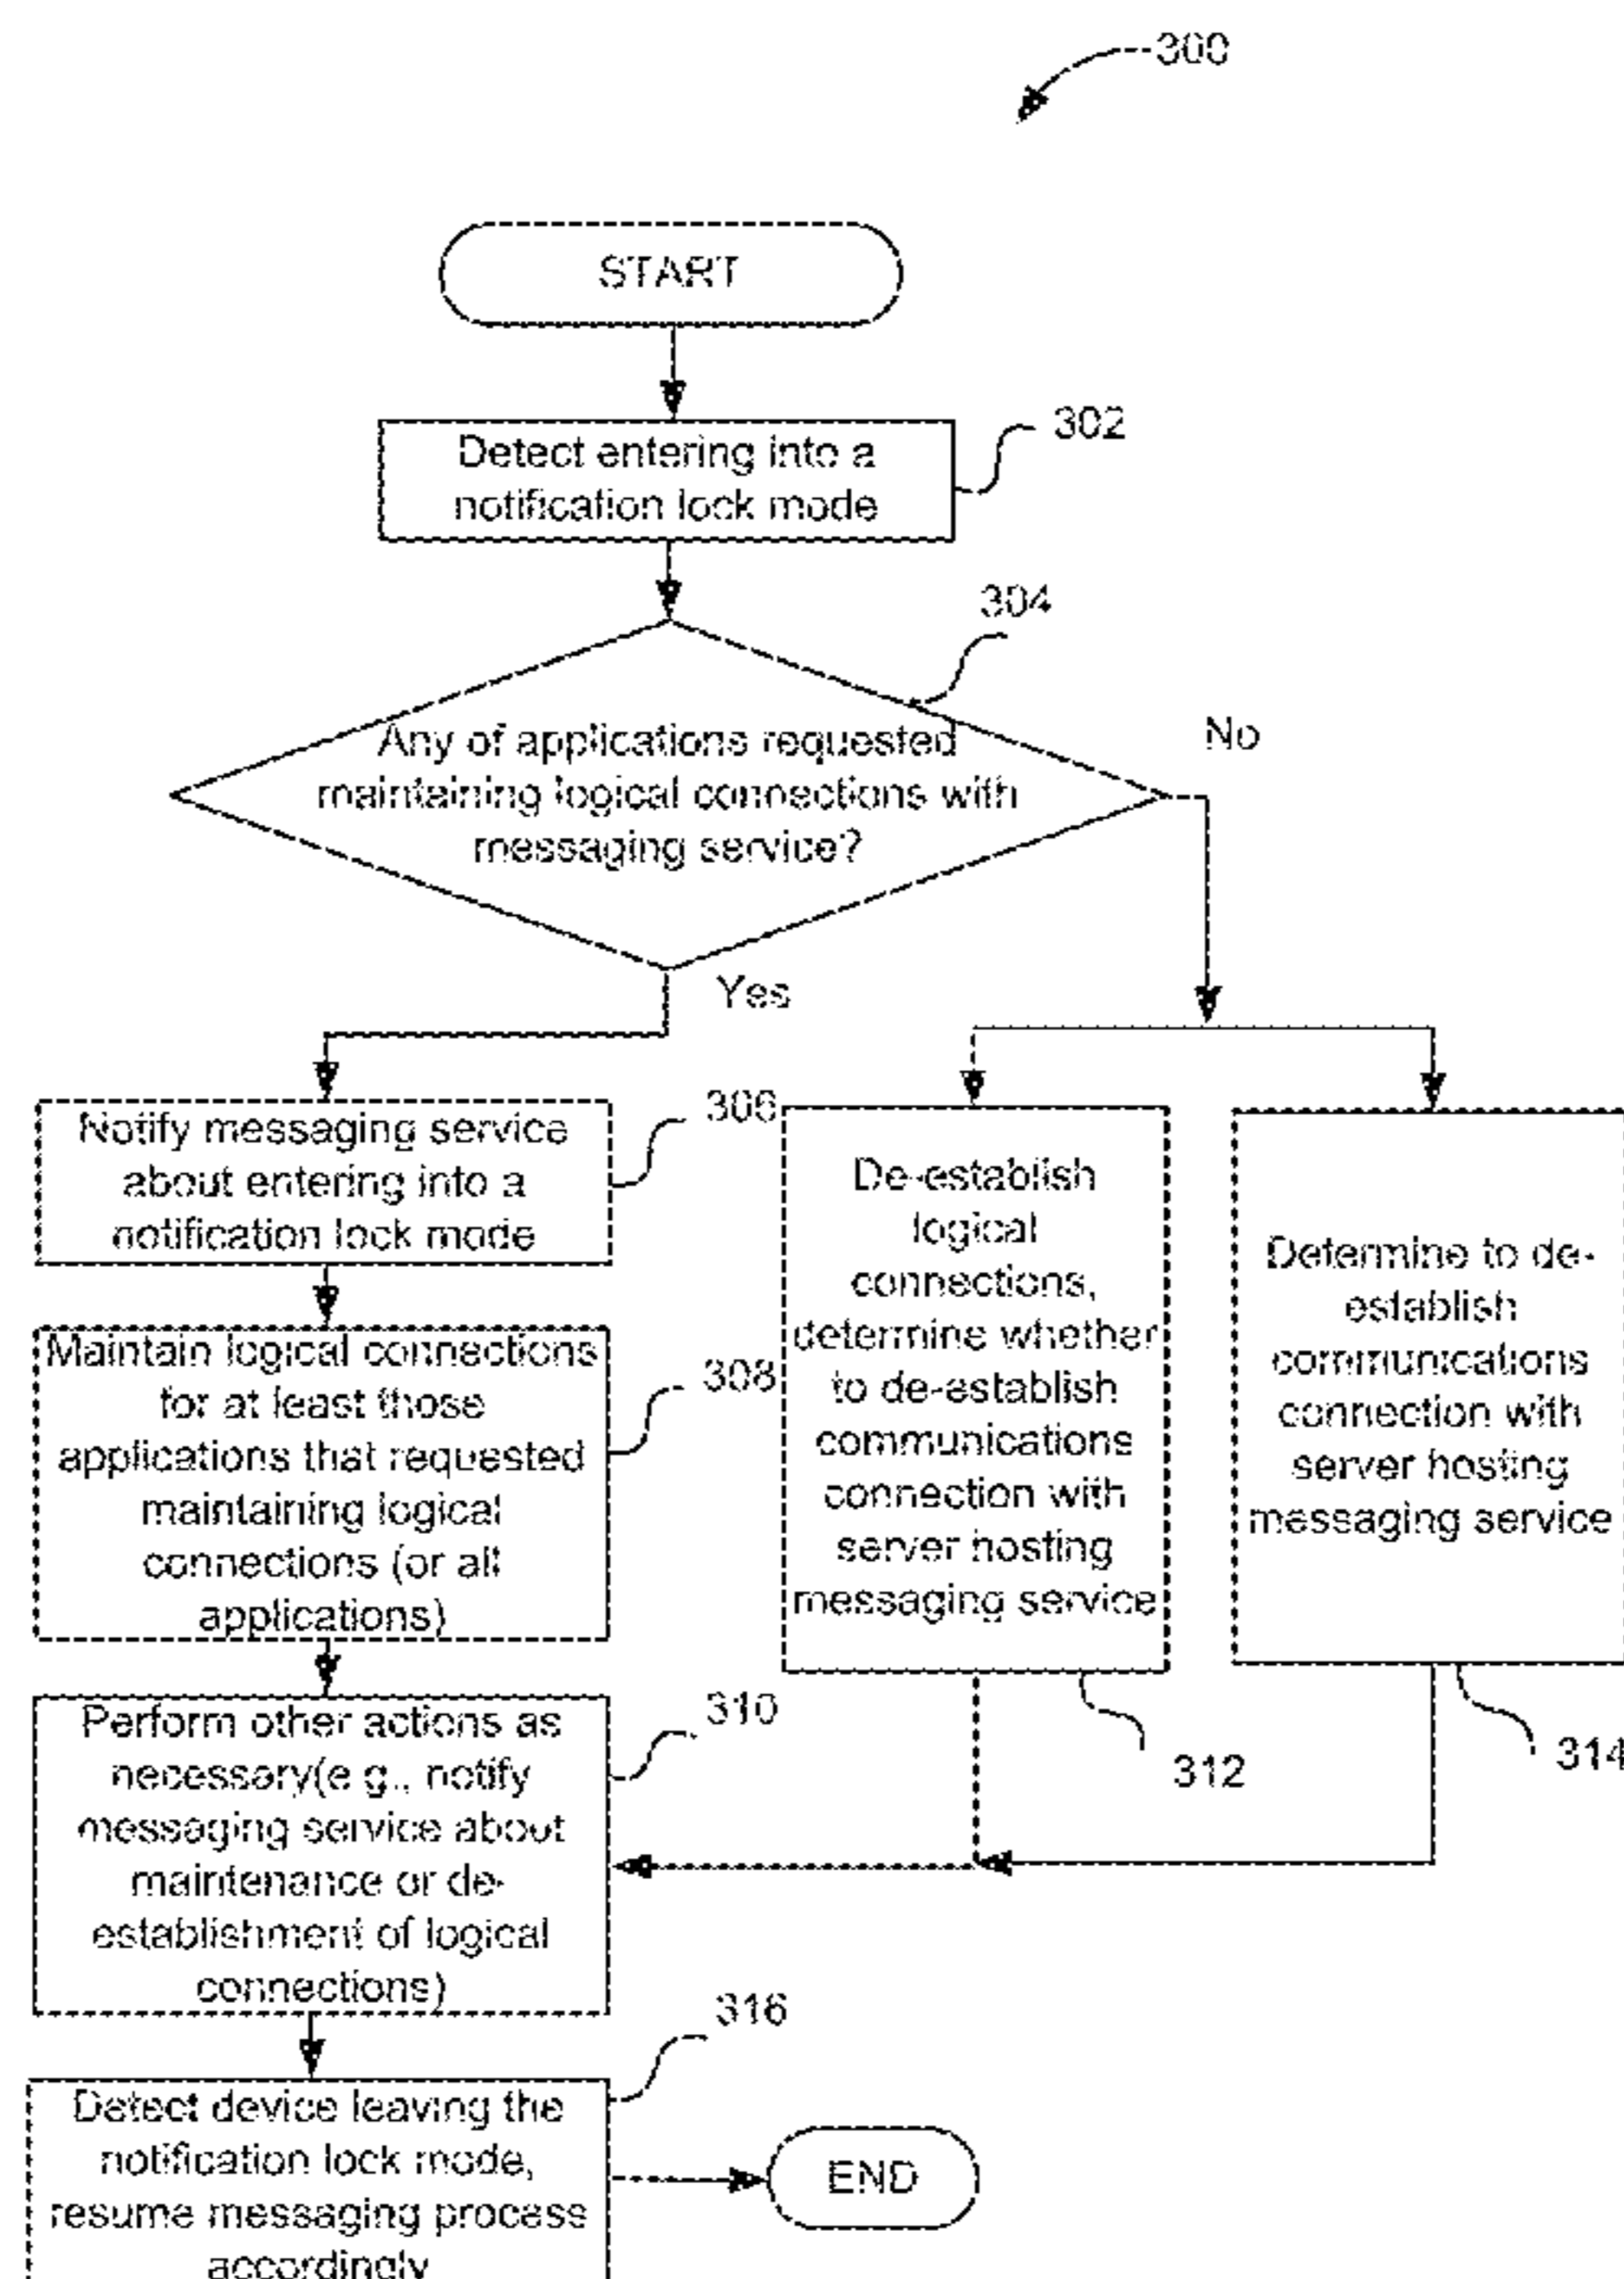 300
START
Detect entering into a
notification lock mode
302
304
Any of applications requested
maintaining logical connections with
messaging service?
No
Yes
Notify messaging service
about entering into a
notification lock mode
306
Maintain logical connections
for at least those
applications that requested
maintaining logical
connections (or all
applications)
308
De-establish
logical
connections,
determine whether
to de-establish
communications
connection with
server hosting
messaging service
312
Determine to de-
establish
communications
connection with
server hosting
messaging service
314
Perform other actions as
necessary(e.g., notify
messaging service about
maintenance or de-
establishment of logical
connections)
310
316
Detect device leaving the
notification lock mode,
resume messaging process
accordingly
END